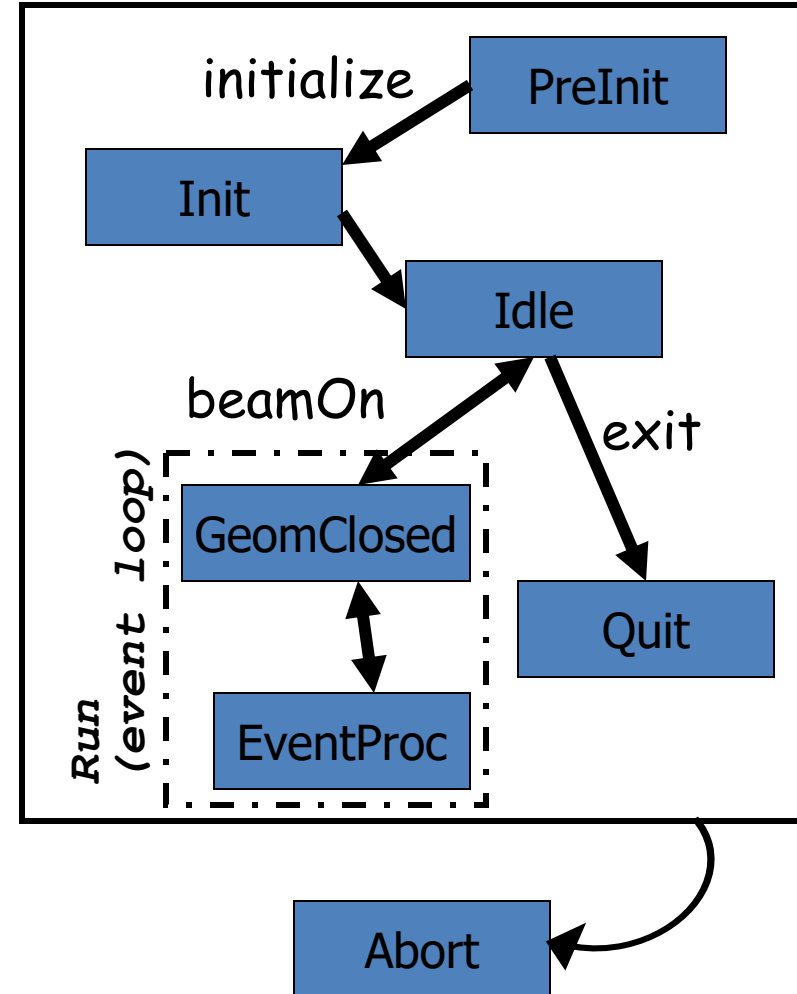 initialize
PreInit
Init
Idle
beamOn
exit
Run
(event loop)
GeomClosed
Quit
EventProc
Abort